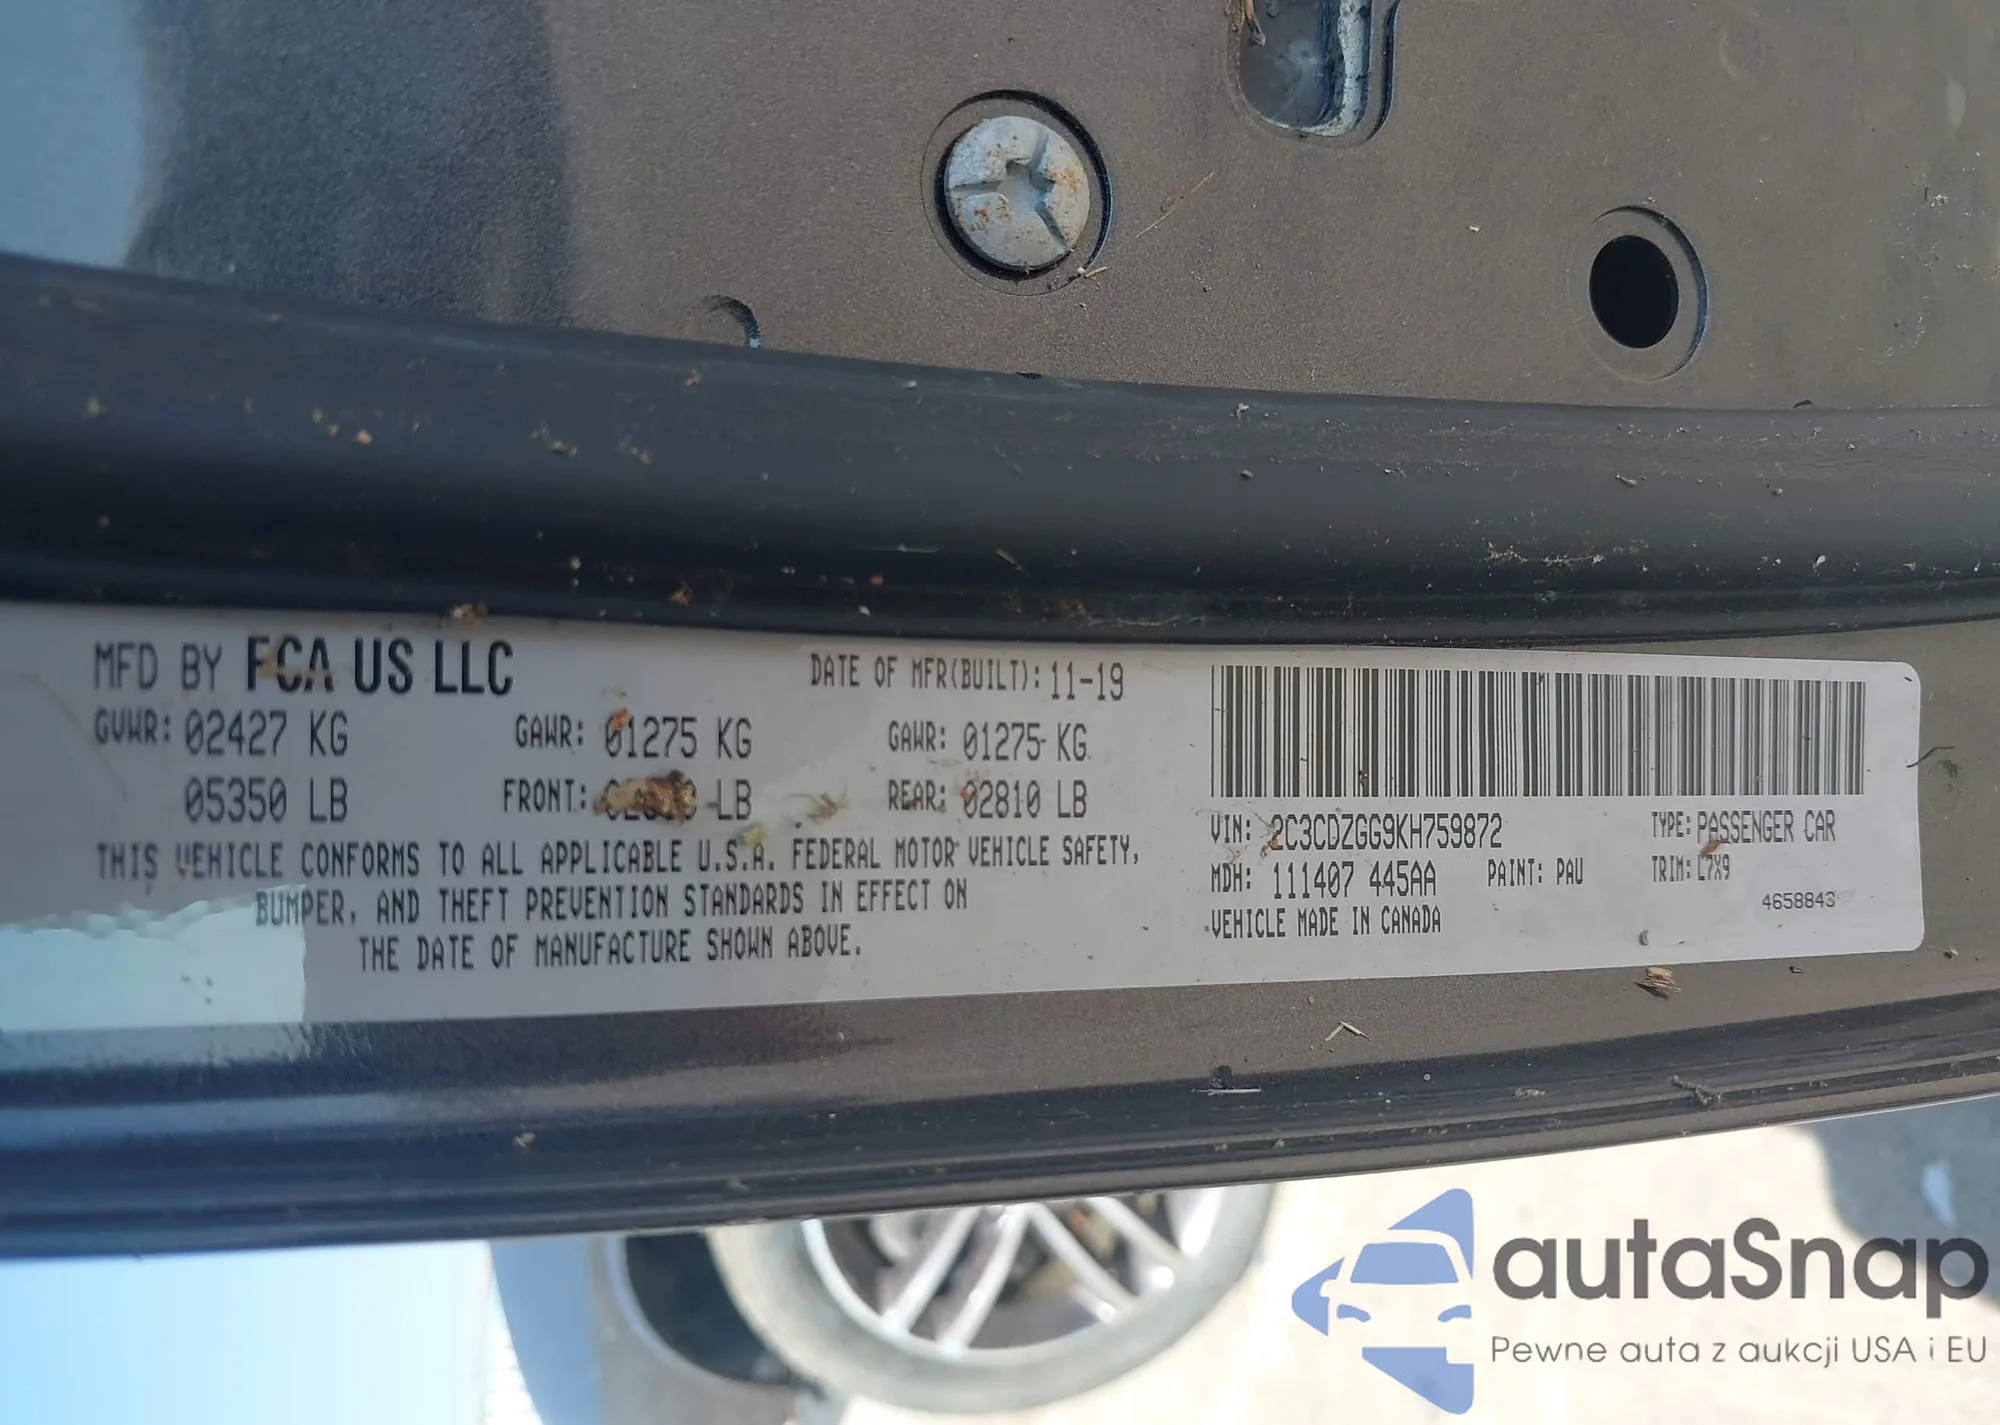 MFD BY FCA US LLC
DATE OF MFR(BUILT): 11-19
GVWR: 02427 KG
GAWR: 01275 KG
GAWR: 01275 KG
05350 LB
FRONT: LB
REAR: 02810 LB
THIS VEHICLE CONFORMS TO ALL APPLICABLE U.S.A. FEDERAL MOTOR VEHICLE SAFETY,
BUMPER, AND THEFT PREVENTION STANDARDS IN EFFECT ON
THE DATE OF MANUFACTURE SHOWN ABOVE.
VIN: 2C3CDZGG9KH759872
TYPE: PASSENGER CAR
MDH: 111407 445AA
PAINT: PAU
TRIM: L7X9
VEHICLE MADE IN CANADA
4658843
autaSnap
Pewne auta z aukcji USA i EU